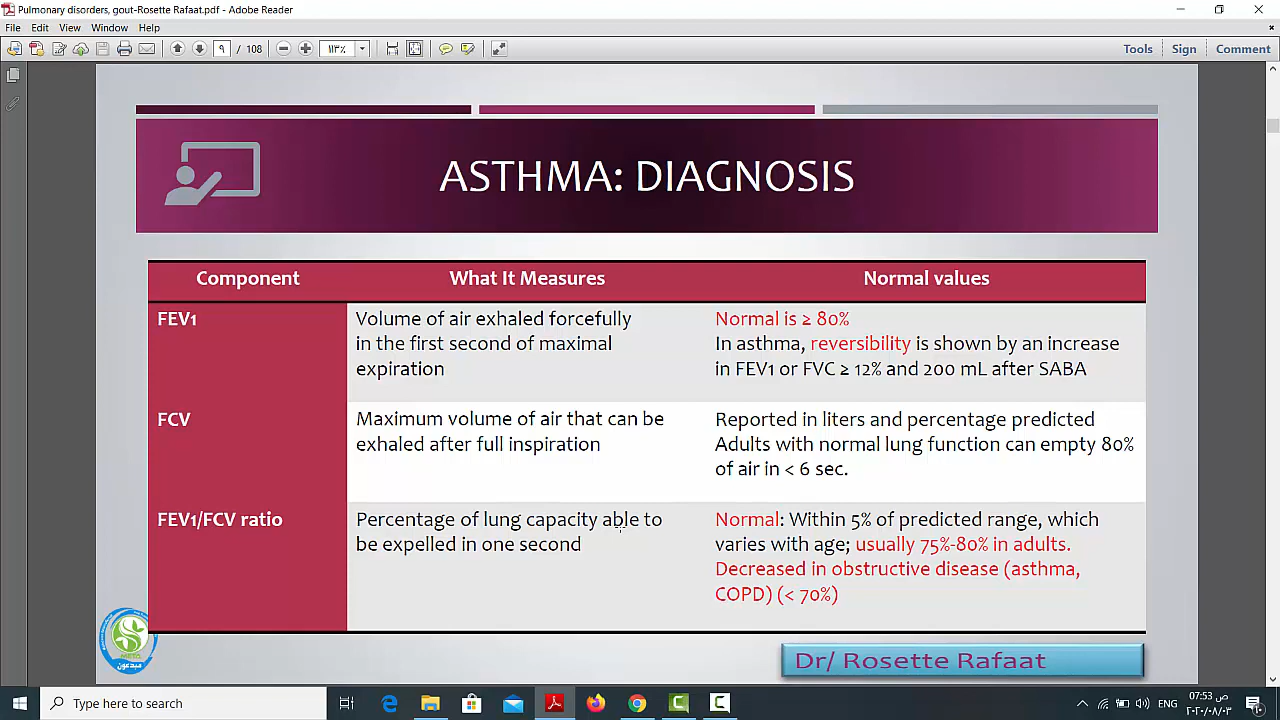 Pulmonary disorders, gout-Rosette Rafaat.pdf - Adobe Reader
File Edit View Window Help
٩ / 108
١١٣%
Tools Sign Comment
ASTHMA: DIAGNOSIS
Component What It Measures Normal values
FEV1
Volume of air exhaled forcefully
in the first second of maximal
expiration
Normal is ≥ 80%
In asthma, reversibility is shown by an increase
in FEV1 or FVC ≥ 12% and 200 mL after SABA
FCV
Maximum volume of air that can be
exhaled after full inspiration
Reported in liters and percentage predicted
Adults with normal lung function can empty 80%
of air in < 6 sec.
FEV1/FCV ratio
Percentage of lung capacity able to
be expelled in one second
Normal: Within 5% of predicted range, which
varies with age; usually 75%-80% in adults.
Decreased in obstructive disease (asthma,
COPD) (< 70%)
مبدعون
Dr/ Rosette Rafaat
Type here to search
ENG
07:53 ص
٢٠٢٠/٠٨/٠٣